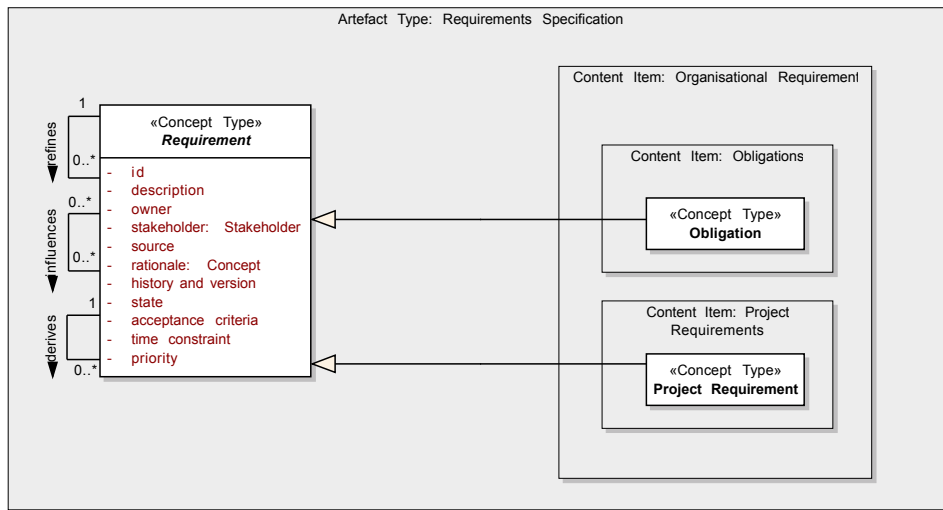 Artefact Type: Requirements Specification
Content Item: Organisational Requirement
1
«Concept Type»
Requirement
refines
0..*
- id
- description
- owner
- stakeholder: Stakeholder
- source
- rationale: Concept
- history and version
- state
- acceptance criteria
- time constraint
- priority
0..*
influences
0..*
1
derives
0..*
Content Item: Obligations
«Concept Type»
Obligation
Content Item: Project
Requirements
«Concept Type»
Project Requirement